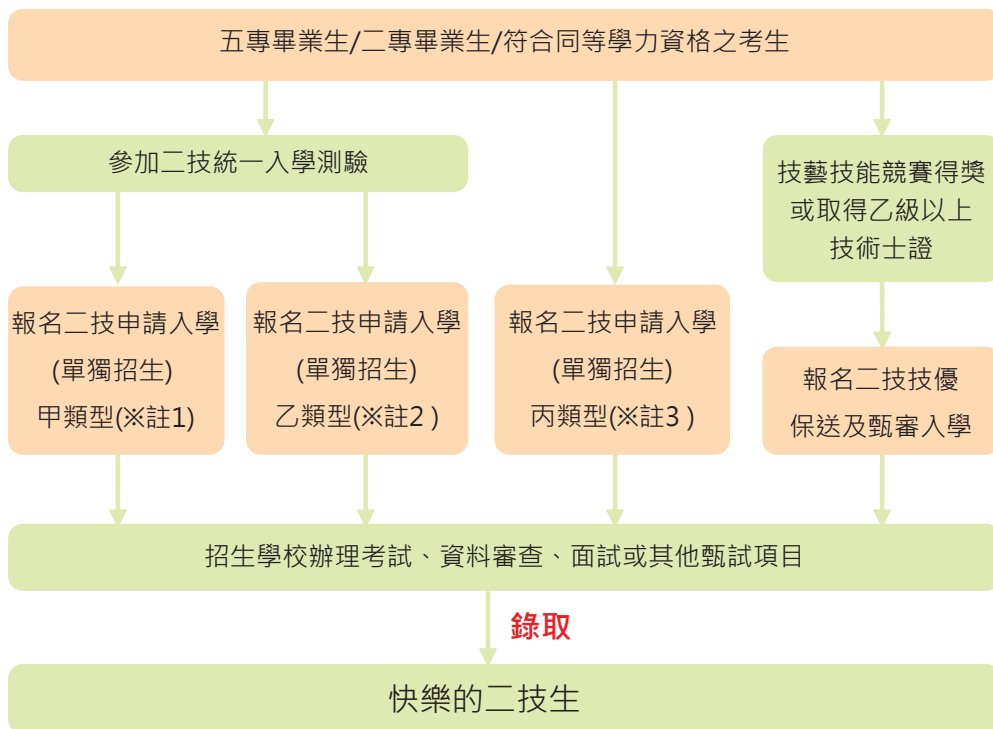 五專畢業生/二專畢業生/符合同等學力資格之考生
參加二技統一入學測驗
技藝技能競賽得獎
或取得乙級以上
技術士證
報名二技申請入學
(單獨招生)
甲類型(※註1)
報名二技申請入學
(單獨招生)
乙類型(※註2 )
報名二技申請入學
(單獨招生)
丙類型(※註3 )
報名二技技優
保送及甄審入學
招生學校辦理考試、資料審查、面試或其他甄試項目
錄取
快樂的二技生